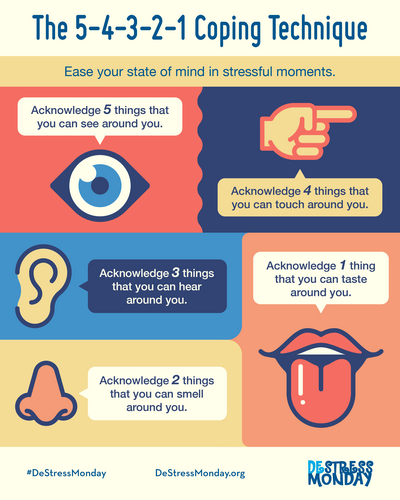 The 5-4-3-2-1 Coping Technique
Ease your state of mind in stressful moments.
Acknowledge 5 things that
you can see around you.
Acknowledge 4 things that
you can touch around you.
Acknowledge 3 things
that you can hear
around you.
Acknowledge 1 thing
that you can taste
around you.
Acknowledge 2 things
that you can smell
around you.
#DeStressMonday
DeStressMonday.org
DESTRESS
MONDAY